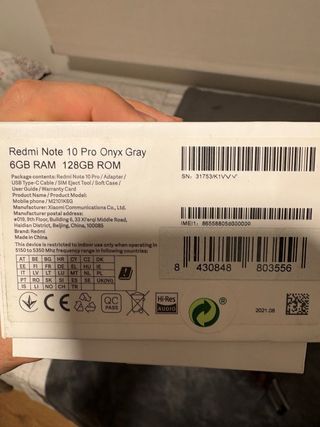 Redmi Note 10 Pro Onyx Gray
6GB RAM 128GB ROM
Package contents: Redmi Note 10 Pro / Adapter /
USB Type-C Cable / SIM Eject Tool / Soft Case /
User Guide / Warranty Card
Product Name / Product Model:
Mobile phone / M2101K6G
Manufacturer: Xiaomi Communications Co., Ltd.
Manufacturer postal address:
#019, 9th Floor, Building 6, 33 Xi'erqi Middle Road,
Haidian District, Beijing, China, 100085
Brand: Redmi
Made in China
This device is restricted to indoor use only when operating in
5150 to 5350 MHz frequency range in following countries:
AT BE BG HR CY CZ DK
EE FI FR DE EL HU IE
IT LV LT LU MT NL PL
PT RO SK SI ES SE UK(NI)
IS LI NO CH TR
SN:
IMEI1:
8 430848 803556
CE
QC
PASS
Hi-Res
AUDIO
2021.08